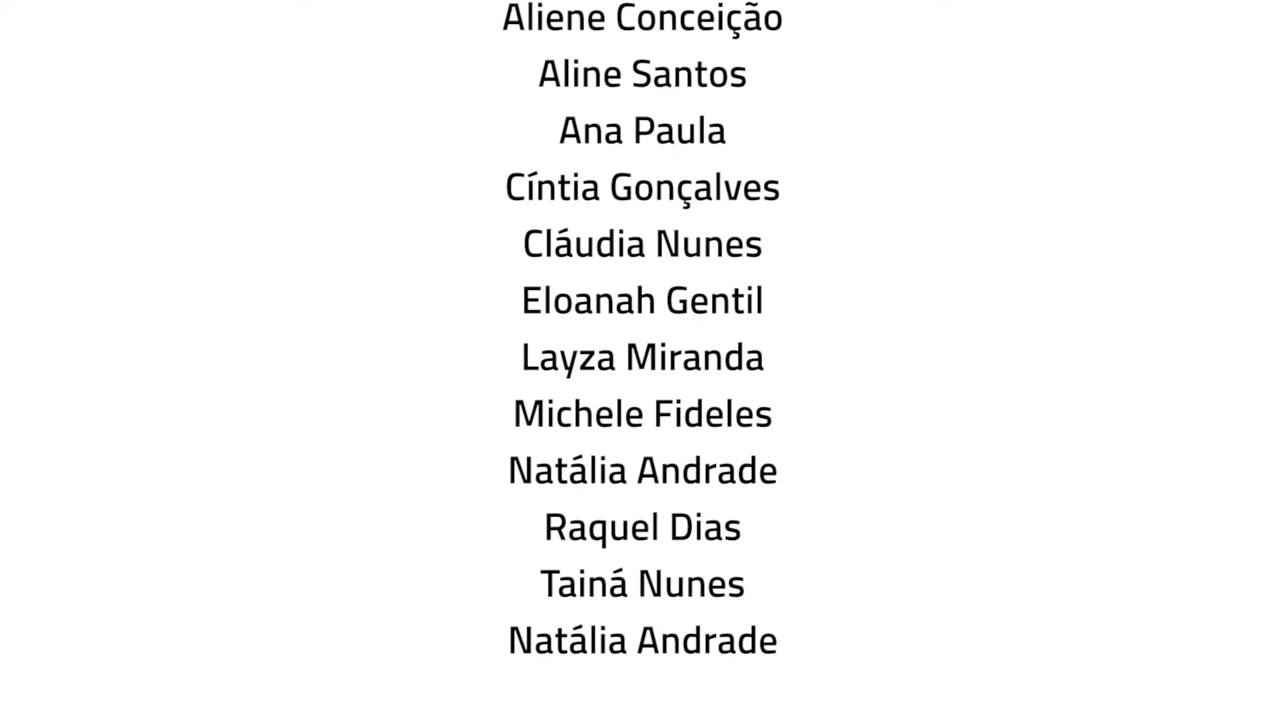 Aliene Conceição
Aline Santos
Ana Paula
Cíntia Gonçalves
Cláudia Nunes
Eloanah Gentil
Layza Miranda
Michele Fideles
Natália Andrade
Raquel Dias
Tainá Nunes
Natália Andrade